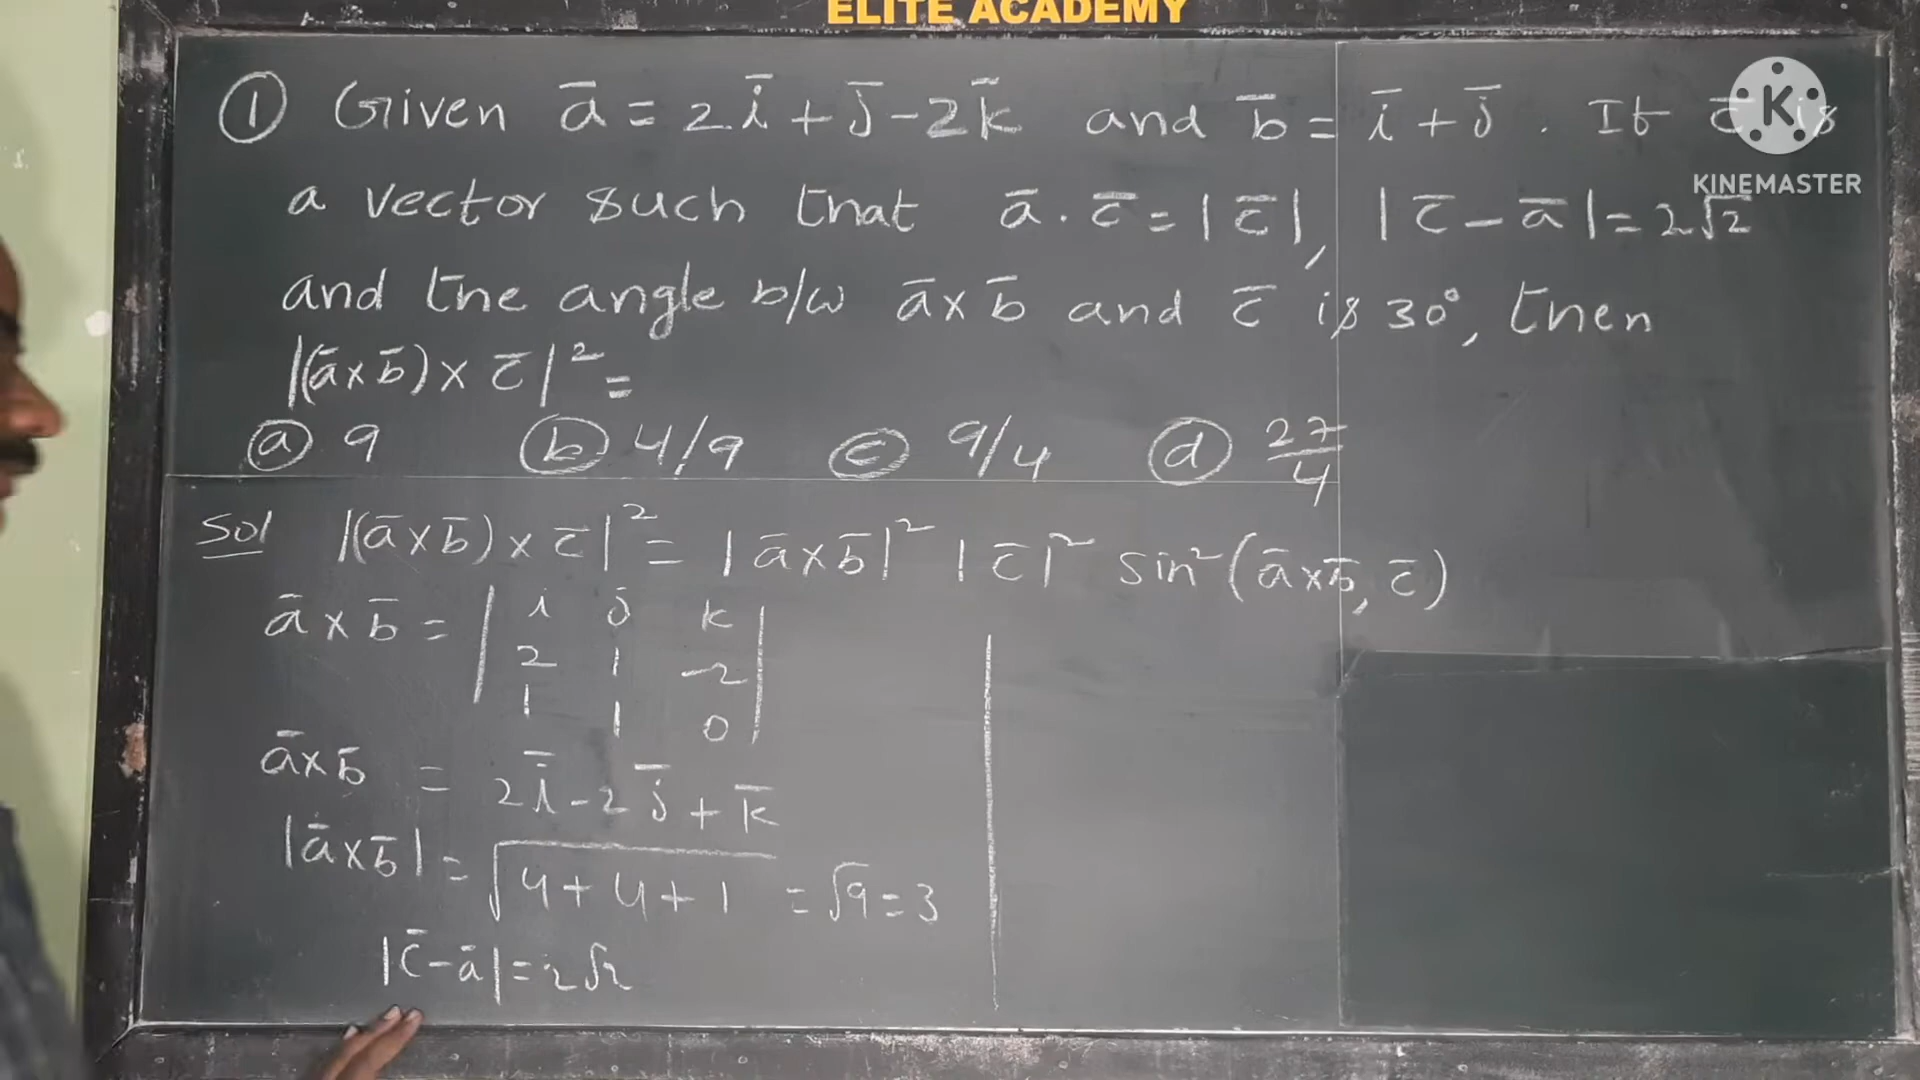 ELITE ACADEMY
① Given a̅ = 2i̅ + j̅ - 2k̅ and b̅ = i̅ + j̅ . If c̅ is
K
KINEMASTER
a vector such that a̅ . c̅ = |c̅|, |c̅ - a̅| = 2√2
and the angle b/w a̅ x b̅ and c̅ is 30°, then
|(a̅ x b̅) x c̅|² =
ⓐ 9 ⓑ 4/9 ⓒ 9/4 ⓓ 27/4
Sol |(a̅ x b̅) x c̅|² = |a̅ x b̅|² |c̅|² sin²(a̅ x b̅, c̅)
a̅ x b̅ = | i j k |
| 2 1 -2 |
| 1 1 0 |
a̅ x b̅ = 2i̅ - 2j̅ + k̅
|a̅ x b̅| = √4+4+1 = √9 = 3
|c̅ - a̅| = 2√2